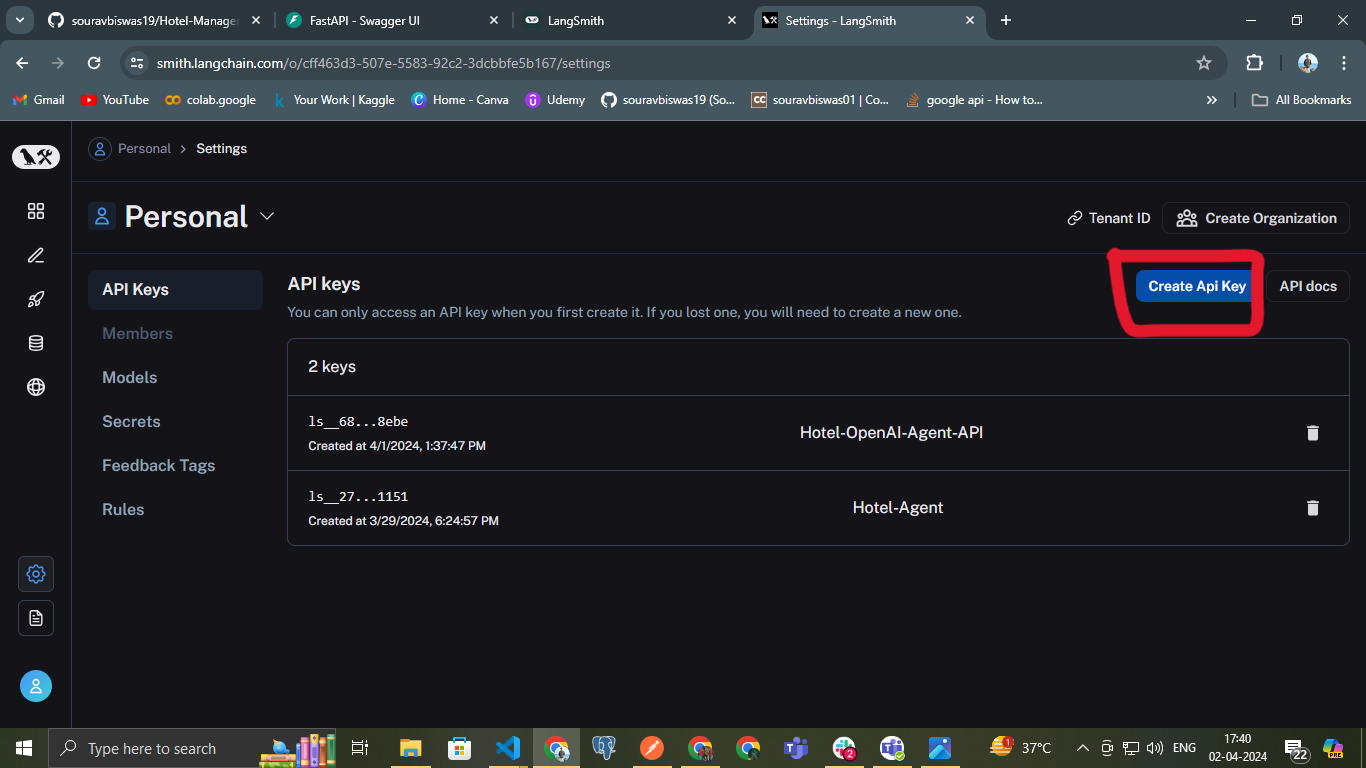 souravbiswas19/Hotel-Manage
FastAPI - Swagger UI
LangSmith
Settings - LangSmith
smith.langchain.com/o/cff463d3-507e-5583-92c2-3dcbbfe5b167/settings
Gmail
YouTube
colab.google
Your Work | Kaggle
Home - Canva
Udemy
souravbiswas19 (So...
souravbiswas01 | Co...
google api - How to...
All Bookmarks
Personal
Settings
Personal
Tenant ID
Create Organization
API Keys
Members
Models
Secrets
Feedback Tags
Rules
API keys
Create Api Key
API docs
You can only access an API key when you first create it. If you lost one, you will need to create a new one.
2 keys
ls__68...8ebe
Created at 4/1/2024, 1:37:47 PM
Hotel-OpenAI-Agent-API
ls__27...1151
Created at 3/29/2024, 6:24:57 PM
Hotel-Agent
Type here to search
2
1
37°C
ENG
17:40
02-04-2024
22
PRE